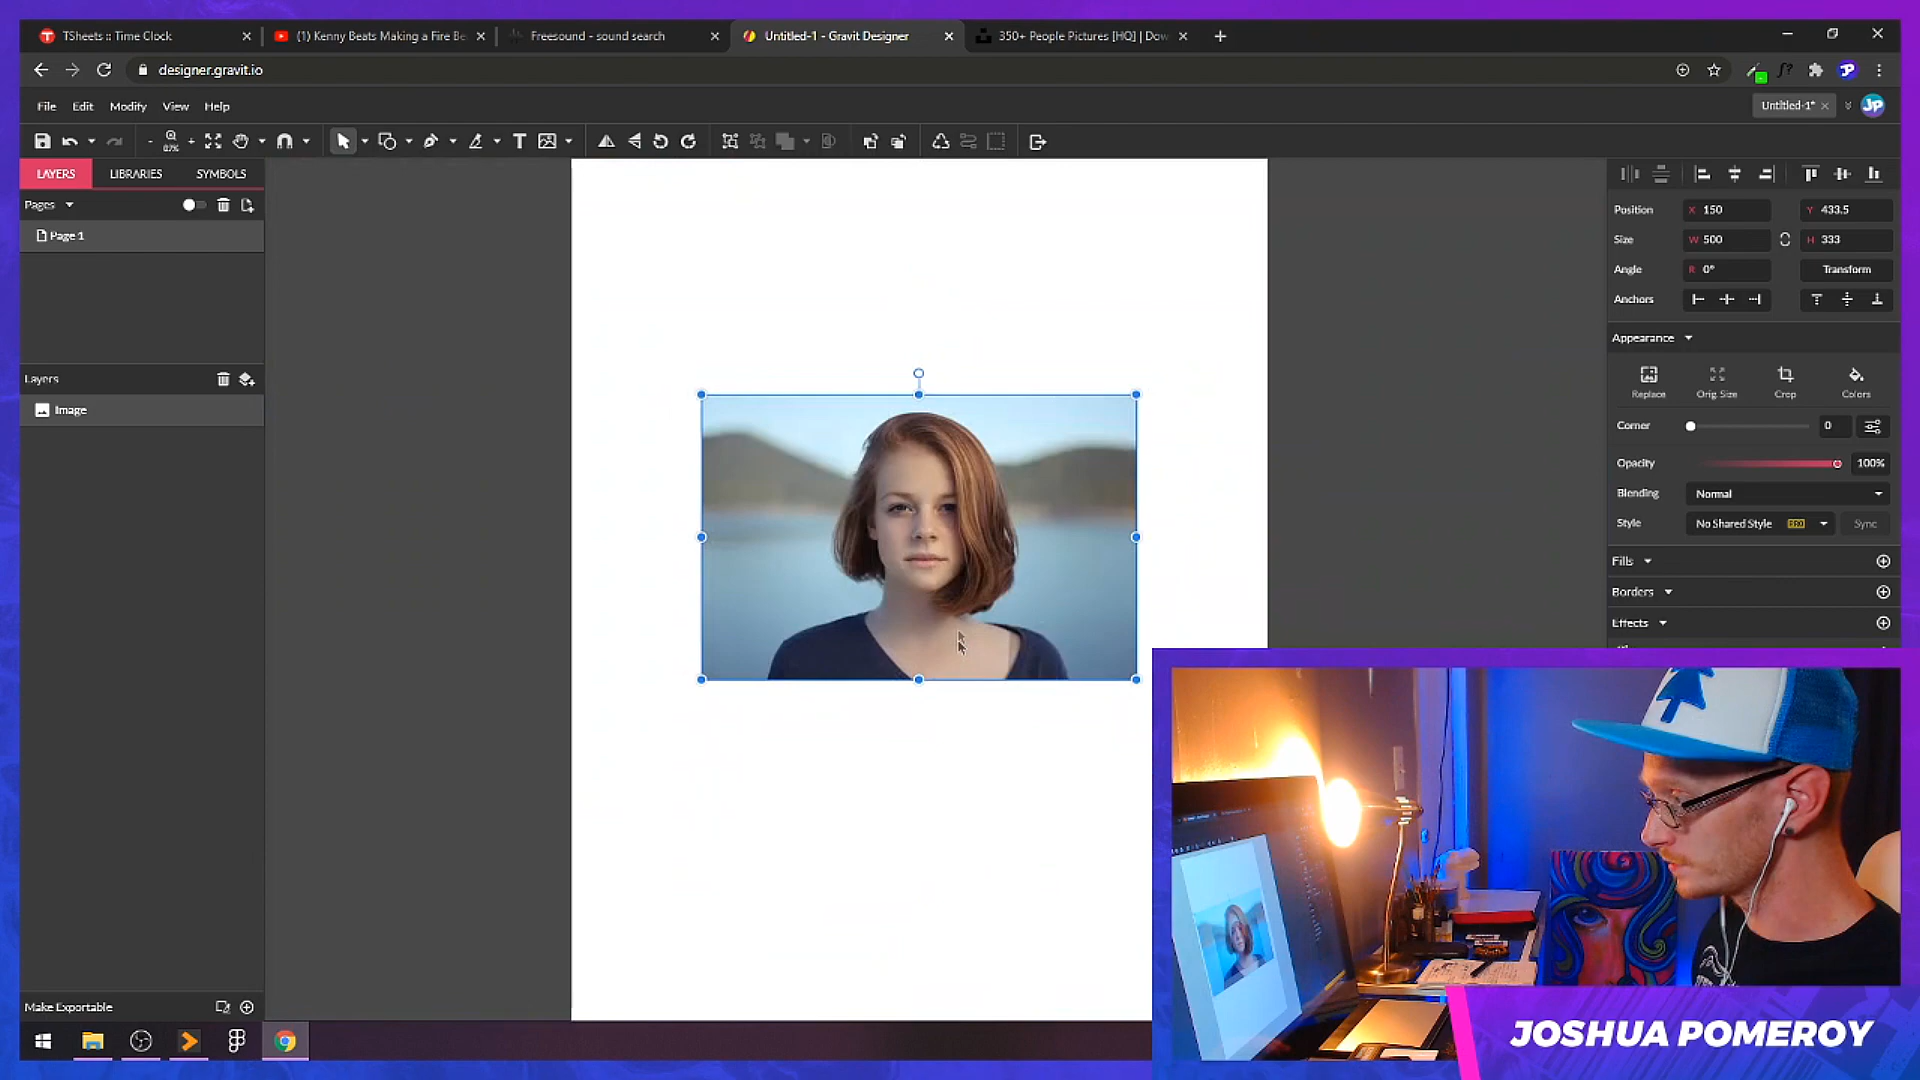 TSheets :: Time Clock
(1) Kenny Beats Making a Fire Be
Freesound - sound search
Untitled-1 - Gravit Designer
350+ People Pictures [HQ] | Dow
designer.gravit.io
File Edit Modify View Help
Untitled-1*
JP
87%
LAYERS LIBRARIES SYMBOLS
Pages
Page 1
Layers
Image
Make Exportable
Position X 150 Y 433.5
Size W 500 H 333
Angle R 0° Transform
Anchors
Appearance
Replace Orig. Size Crop Colors
Corner 0
Opacity 100%
Blending Normal
Style No Shared Style PRO Sync
Fills
Borders
Effects
JOSHUA POMEROY